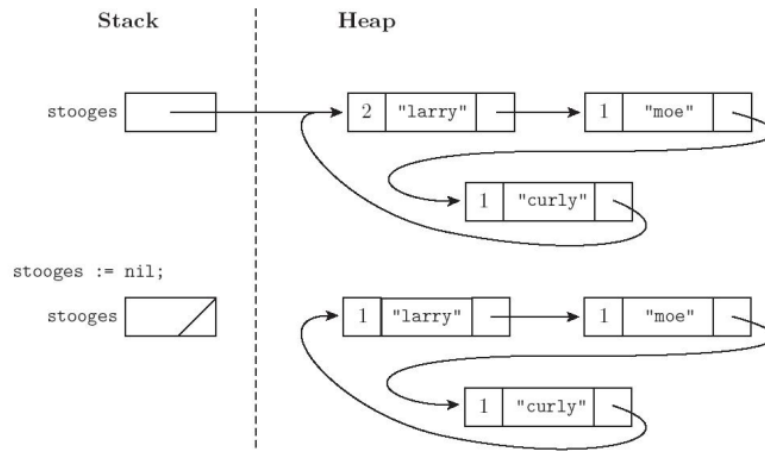 Stack Heap
stooges 2 "larry" 1 "moe"
1 "curly"
stooges := nil;
stooges 1 "larry" 1 "moe"
1 "curly"